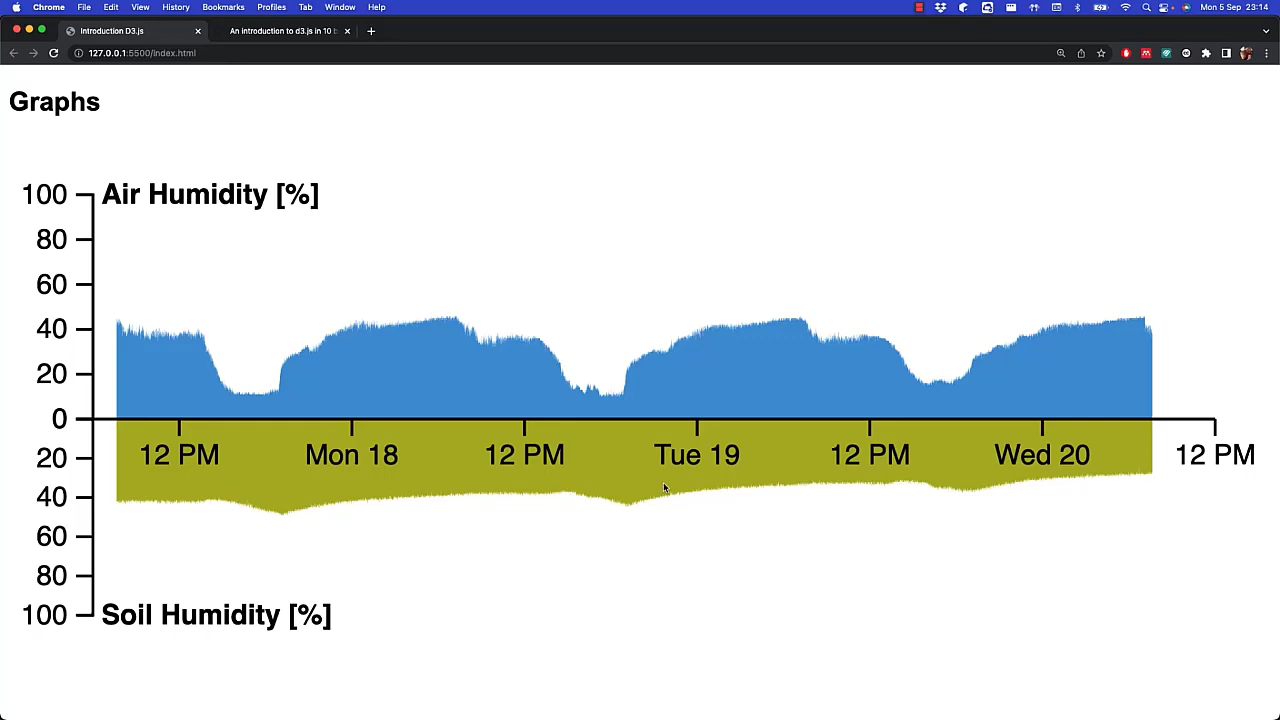 Chrome File Edit View History Bookmarks Profiles Tab Window Help Mon 5 Sep 23:14
Introduction D3.js An introduction to d3.js in 10
127.0.0.1:5500/index.html
Graphs
100 Air Humidity [%]
80
60
40
20
0
12 PM Mon 18 12 PM Tue 19 12 PM Wed 20 12 PM
20
40
60
80
100 Soil Humidity [%]